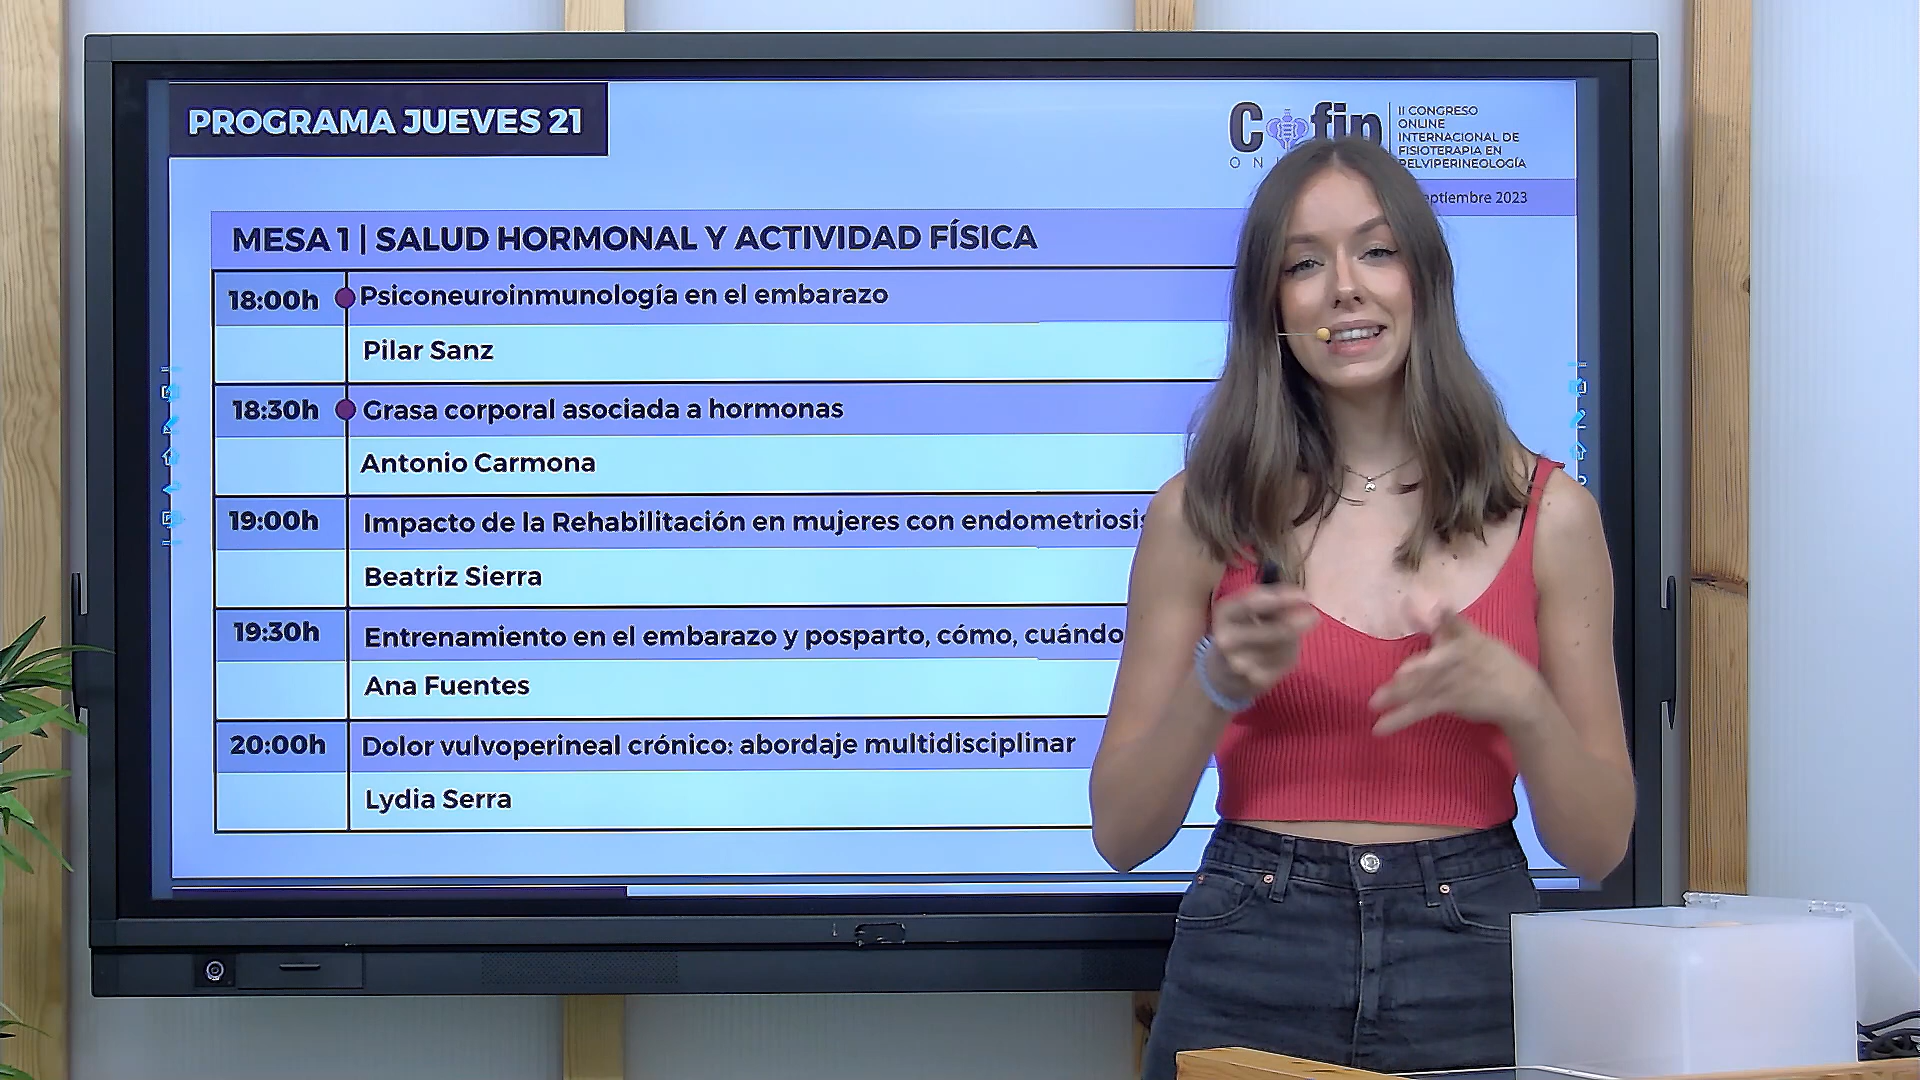 PROGRAMA JUEVES 21
II CONGRESO
ONLINE
INTERNACIONAL DE
FISIOTERAPIA EN
PELVIPERINEOLOGÍA
2023
MESA 1 | SALUD HORMONAL Y ACTIVIDAD FÍSICA
18:00h Psiconeuroinmunología en el embarazo
Pilar Sanz
18:30h Grasa corporal asociada a hormonas
Antonio Carmona
19:00h Impacto de la Rehabilitación en mujeres con endometriosis
Beatriz Sierra
19:30h Entrenamiento en el embarazo y posparto, cómo, cuándo
Ana Fuentes
20:00h Dolor vulvoperineal crónico: abordaje multidisciplinar
Lydia Serra